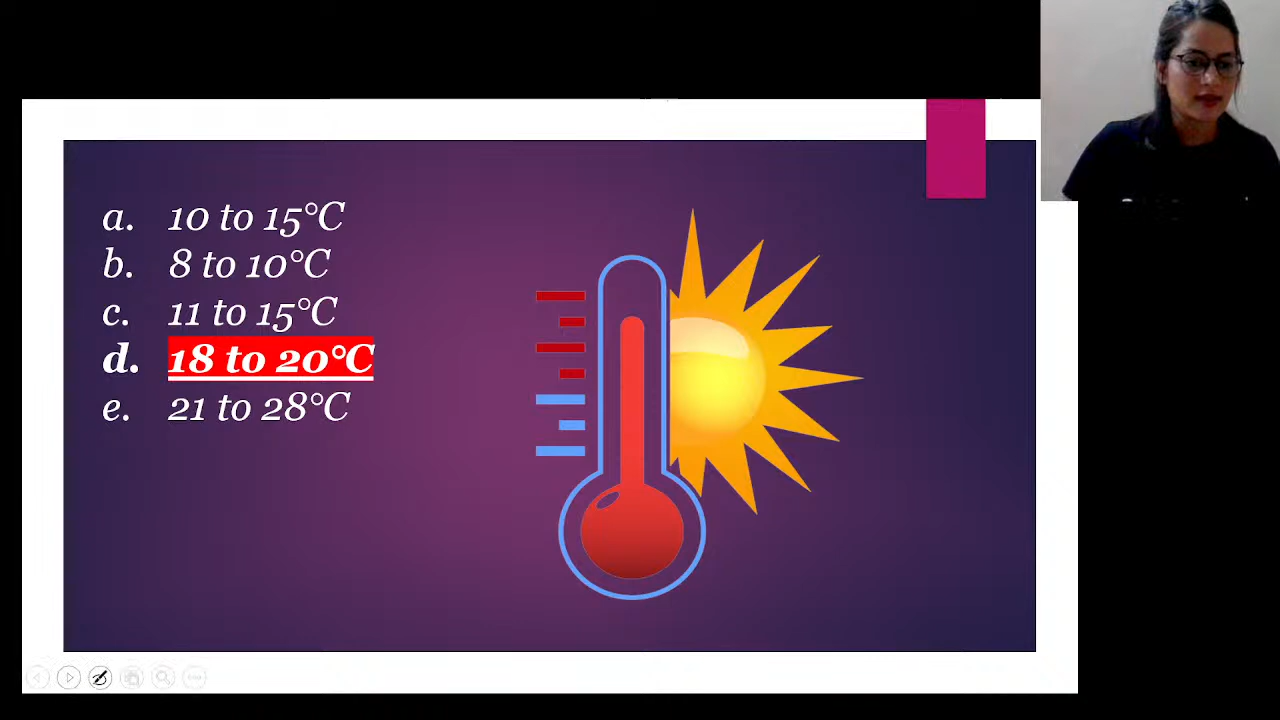 a. 10 to 15°C
b. 8 to 10°C
c. 11 to 15°C
d. 18 to 20°C
e. 21 to 28°C